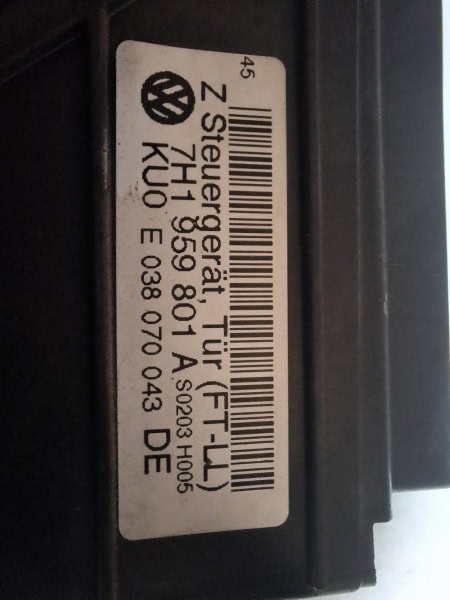 45
Z Steuergerät, Tür (FT-LL)
7H1 959 801 A S0203 H005
KU0 E 038 070 043 DE